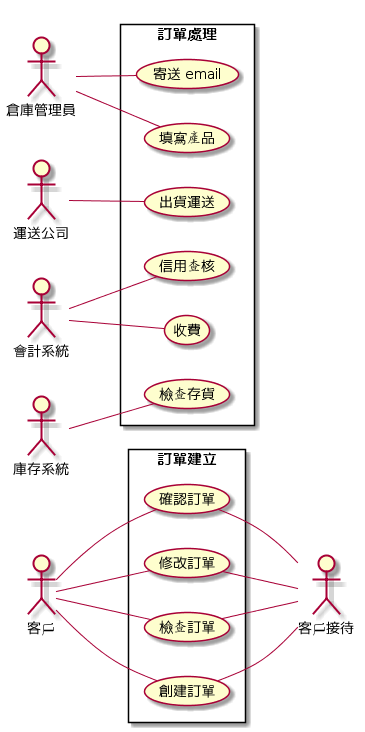 訂單處理
寄送 email
倉庫管理員
填寫產品
出貨運送
運送公司
信用查核
收費
會計系統
檢查存貨
庫存系統
訂單建立
確認訂單
修改訂單
檢查訂單
客戶
客戶接待
創建訂單